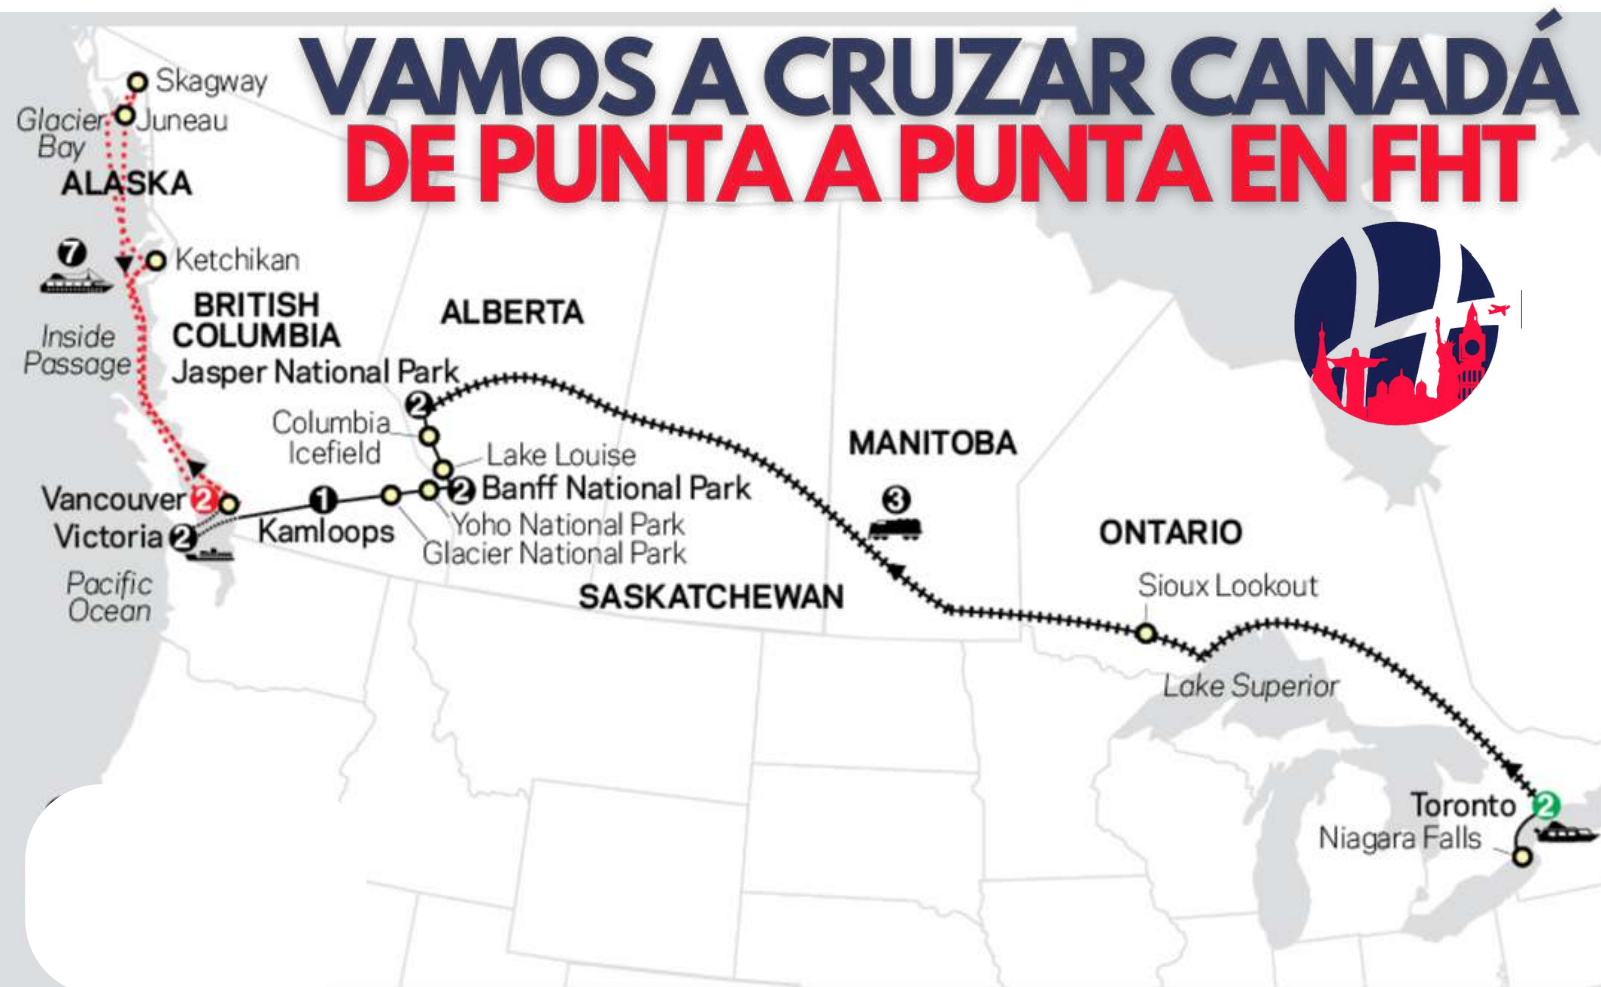 VAMOS A CRUZAR CANADÁ
DE PUNTA A PUNTA EN FHT
Skagway
Glacier
Bay
Juneau
ALASKA
7
Ketchikan
BRITISH
COLUMBIA
ALBERTA
Inside
Passage
Jasper National Park
2
Columbia
Icefield
Lake Louise
MANITOBA
Vancouver 2
1
2 Banff National Park
3
Victoria 2
Kamloops
Yoho National Park
Glacier National Park
ONTARIO
Pacific
Ocean
SASKATCHEWAN
Sioux Lookout
Lake Superior
Toronto 2
Niagara Falls